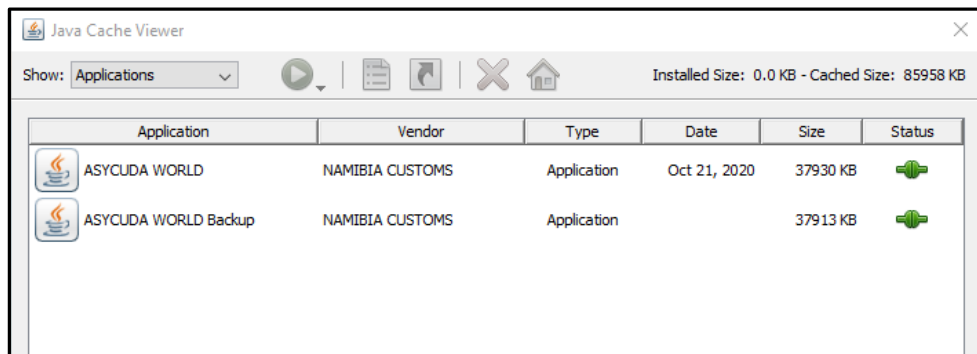 Java Cache Viewer
Show: Applications
Installed Size: 0.0 KB - Cached Size: 85958 KB
Application Vendor Type Date Size Status
ASYCUDA WORLD NAMIBIA CUSTOMS Application Oct 21, 2020 37930 KB
ASYCUDA WORLD Backup NAMIBIA CUSTOMS Application 37913 KB